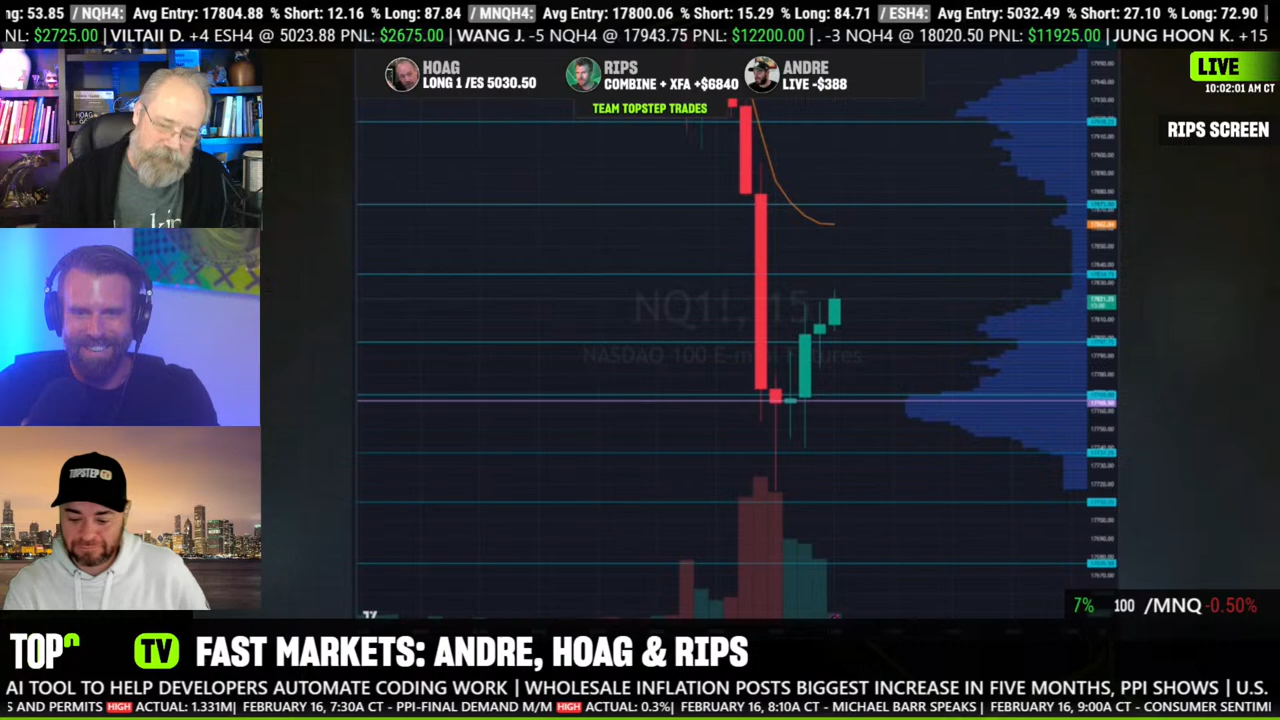 ng: 53.85 / NQH4: Avg Entry: 17804.88 % Short: 12.16 % Long: 87.84 / MNQH4: Avg Entry: 17800.06 % Short: 15.29 % Long: 84.71 / ESH4: Avg Entry: 5032.49 % Short: 27.10 % Long: 72.90
NL: $2725.00 | VILTAII D. +4 ESH4 @ 5023.88 PNL: $2675.00 | WANG J. -5 NQH4 @ 17943.75 PNL: $12200.00 | . -3 NQH4 @ 18020.50 PNL: $11925.00 | JUNG HOON K. +15
HOAG
LONG 1 /ES 5030.50
RIPS
COMBINE + XFA +$6840
ANDRE
LIVE -$388
TEAM TOPSTEP TRADES
LIVE
10:02:01 AM CT
RIPS SCREEN
NQ1!, 15
NASDAQ 100 E-mini Futures
TOPSTEP
7% 100 /MNQ -0.50%
TOP
TV
FAST MARKETS: ANDRE, HOAG & RIPS
AI TOOL TO HELP DEVELOPERS AUTOMATE CODING WORK | WHOLESALE INFLATION POSTS BIGGEST INCREASE IN FIVE MONTHS, PPI SHOWS | U.S.
S AND PERMITS HIGH ACTUAL: 1.331M| FEBRUARY 16, 7:30A CT - PPI-FINAL DEMAND M/M HIGH ACTUAL: 0.3%| FEBRUARY 16, 8:10A CT - MICHAEL BARR SPEAKS | FEBRUARY 16, 9:00A CT - CONSUMER SENTIMI